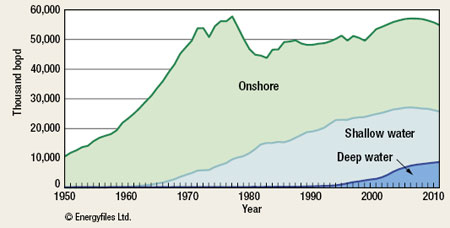 Thousand bopd
60,000
50,000
40,000
30,000
20,000
10,000
0
Onshore
Shallow water
Deep water
1950
1960
1970
1980
1990
2000
2010
Year
© Energyfiles Ltd.